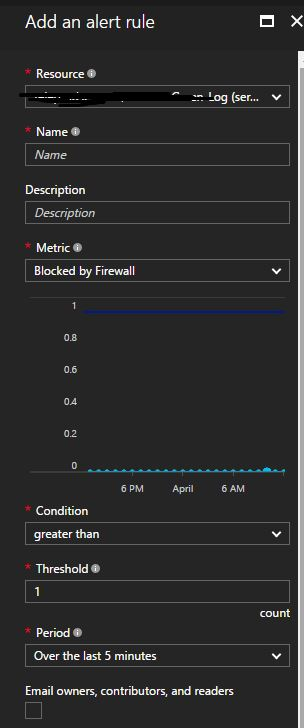 Add an alert rule
* Resource
-Log (ser...
* Name
Name
Description
Description
* Metric
Blocked by Firewall
1
0.8
0.6
0.4
0.2
0
6 PM April 6 AM
* Condition
greater than
* Threshold
1
count
* Period
Over the last 5 minutes
Email owners, contributors, and readers